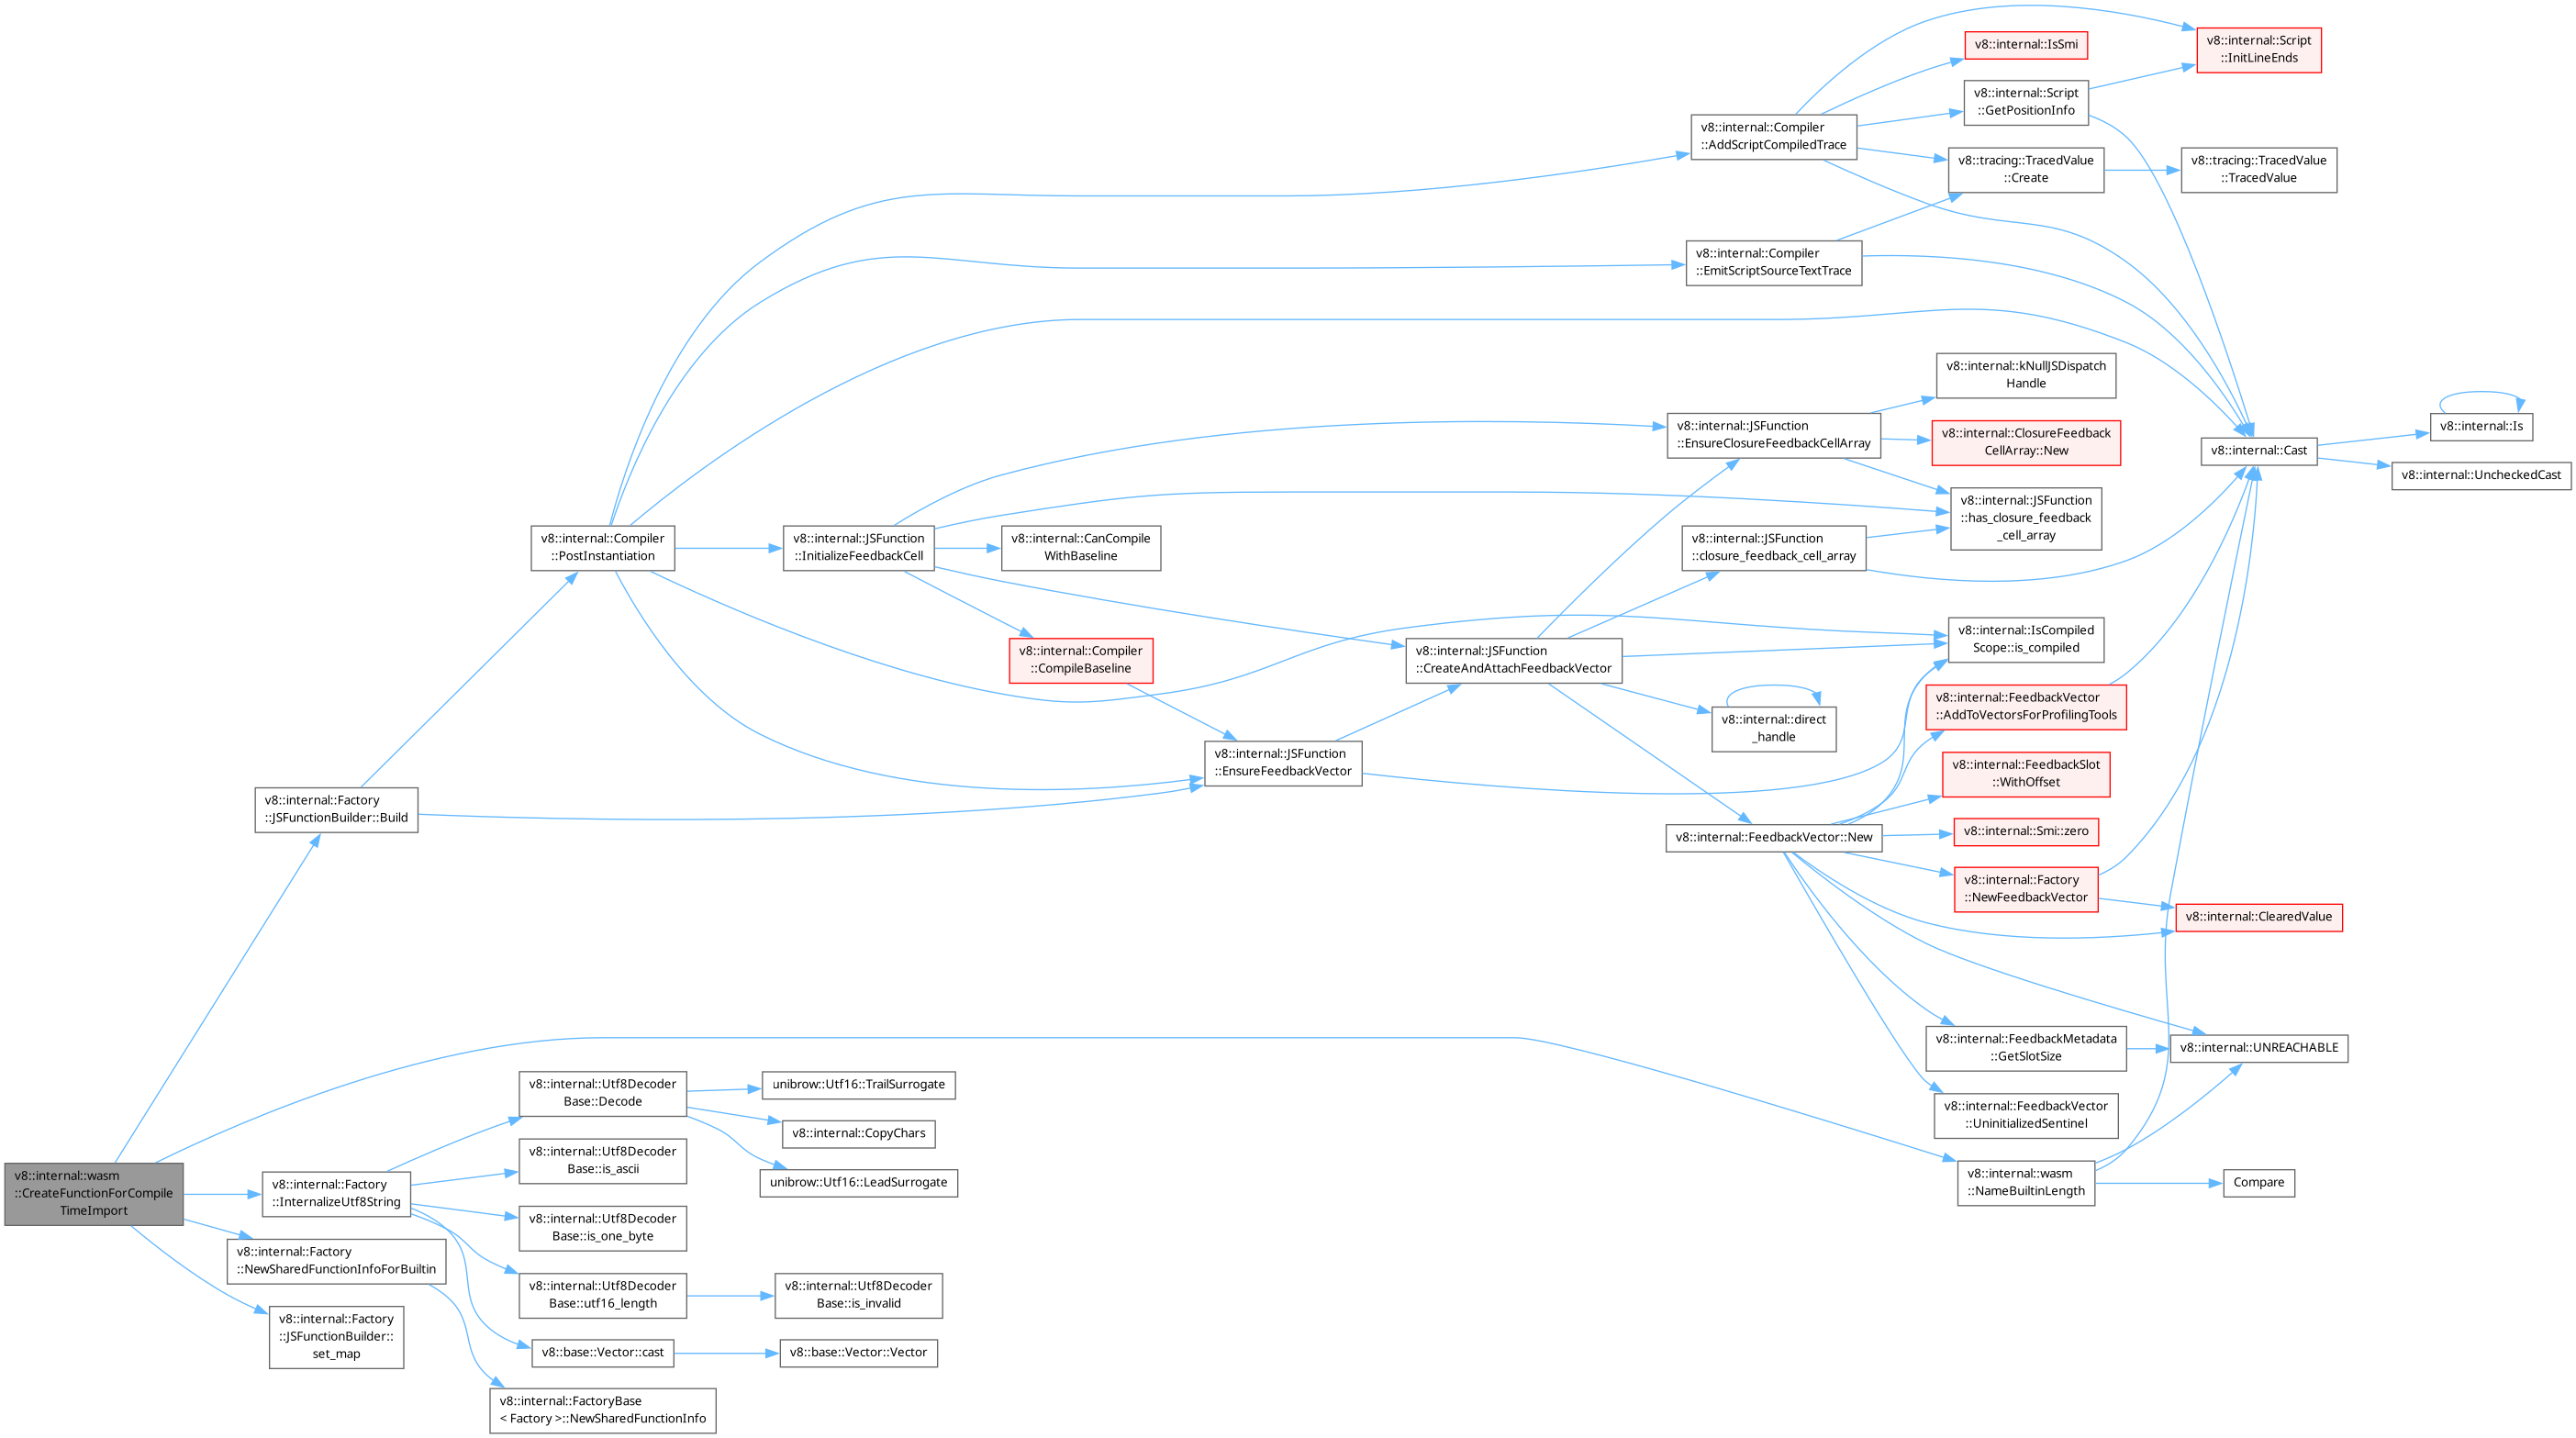 v8::internal::wasm
::CreateFunctionForCompile
TimeImport
v8::internal::Factory
::JSFunctionBuilder::Build
v8::internal::Factory
::InternalizeUtf8String
v8::internal::Factory
::NewSharedFunctionInfoForBuiltin
v8::internal::Factory
::JSFunctionBuilder::
set_map
v8::internal::Compiler
::PostInstantiation
v8::internal::Utf8Decoder
Base::Decode
v8::internal::Utf8Decoder
Base::is_ascii
v8::internal::Utf8Decoder
Base::is_one_byte
v8::internal::Utf8Decoder
Base::utf16_length
v8::base::Vector::cast
v8::internal::FactoryBase
< Factory >::NewSharedFunctionInfo
v8::internal::JSFunction
::InitializeFeedbackCell
unibrow::Utf16::TrailSurrogate
v8::internal::CopyChars
unibrow::Utf16::LeadSurrogate
v8::internal::Utf8Decoder
Base::is_invalid
v8::base::Vector::Vector
v8::internal::CanCompile
WithBaseline
v8::internal::Compiler
::CompileBaseline
v8::internal::JSFunction
::EnsureFeedbackVector
v8::internal::JSFunction
::CreateAndAttachFeedbackVector
v8::internal::Compiler
::AddScriptCompiledTrace
v8::internal::Compiler
::EmitScriptSourceTextTrace
v8::internal::JSFunction
::EnsureClosureFeedbackCellArray
v8::internal::JSFunction
::closure_feedback_cell_array
v8::internal::direct
_handle
v8::internal::FeedbackVector::New
v8::internal::IsSmi
v8::internal::Script
::GetPositionInfo
v8::tracing::TracedValue
::Create
v8::internal::kNullJSDispatch
Handle
v8::internal::ClosureFeedback
CellArray::New
v8::internal::JSFunction
::has_closure_feedback
_cell_array
v8::internal::IsCompiled
Scope::is_compiled
v8::internal::FeedbackVector
::AddToVectorsForProfilingTools
v8::internal::FeedbackSlot
::WithOffset
v8::internal::Smi::zero
v8::internal::Factory
::NewFeedbackVector
v8::internal::FeedbackMetadata
::GetSlotSize
v8::internal::FeedbackVector
::UninitializedSentinel
v8::internal::wasm
::NameBuiltinLength
v8::internal::Script
::InitLineEnds
v8::tracing::TracedValue
::TracedValue
v8::internal::Cast
v8::internal::ClearedValue
v8::internal::UNREACHABLE
Compare
v8::internal::Is
v8::internal::UncheckedCast